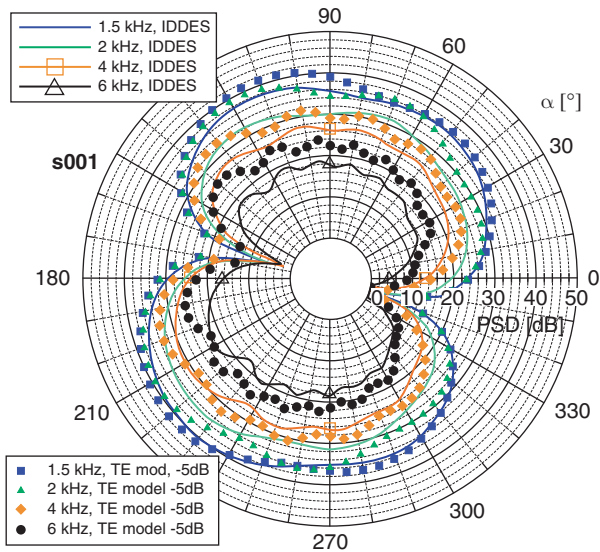 1.5 kHz, IDDES
2 kHz, IDDES
4 kHz, IDDES
6 kHz, IDDES
90
60
α [°]
30
s001
180
0
0 10 20 30 40 50
PSD [dB]
210
330
300
270
1.5 kHz, TE mod, -5dB
2 kHz, TE model -5dB
4 kHz, TE model -5dB
6 kHz, TE model -5dB